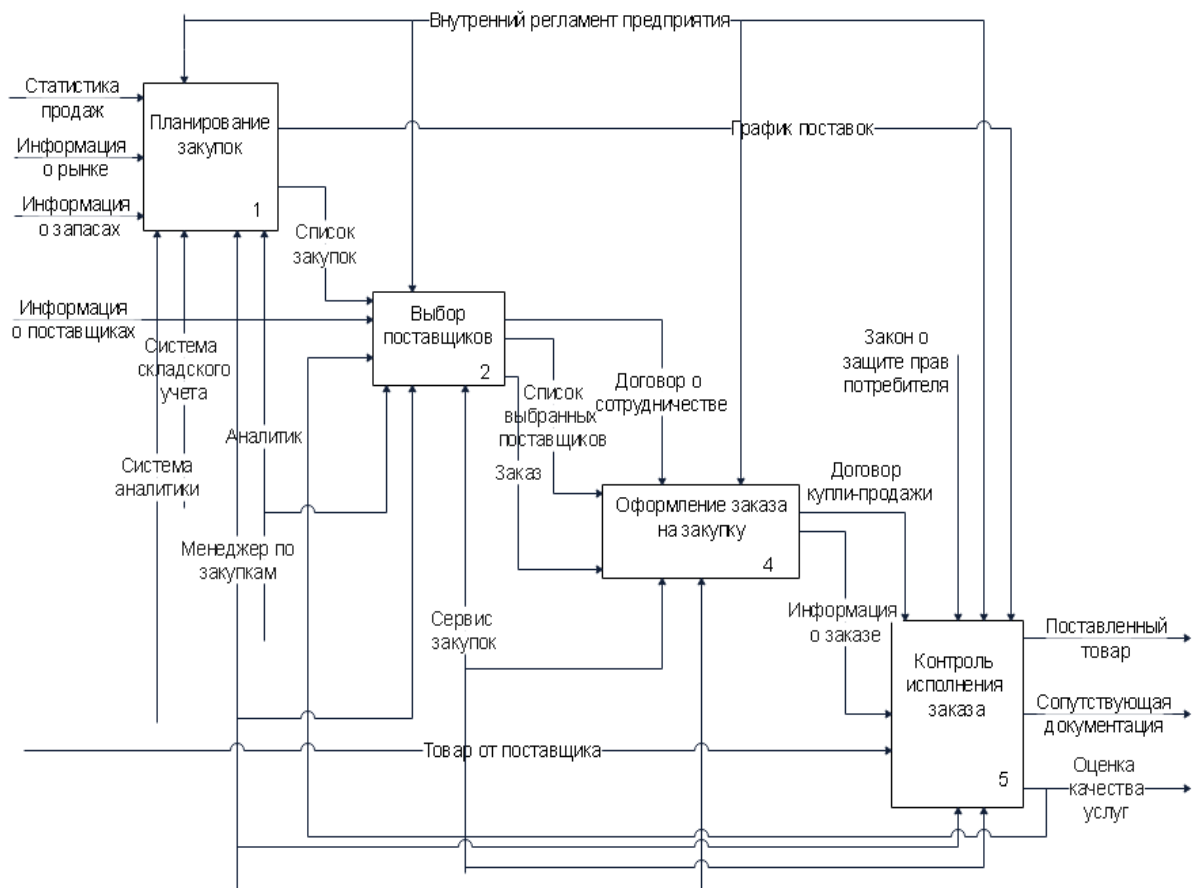 Внутренний регламент предприятия
Статистика
продаж
Информация
о рынке
Информация
о запасах
Планирование
закупок
1
График поставок
Список
закупок
Информация
о поставщиках
Выбор
поставщиков
2
Система
складского
учета
Аналитик
Система
аналитики
Менеджер по
закупкам
Договор о
сотрудничестве
Список
выбранных
поставщиков
Заказ
Закон о
защите прав
потребителя
Оформление заказа
на закупку
4
Договор
купли-продажи
Сервис
закупок
Информация
о заказе
Товар от поставщика
Контроль
исполнения
заказа
5
Поставленный
товар
Сопутствующая
документация
Оценка
качества
услуг